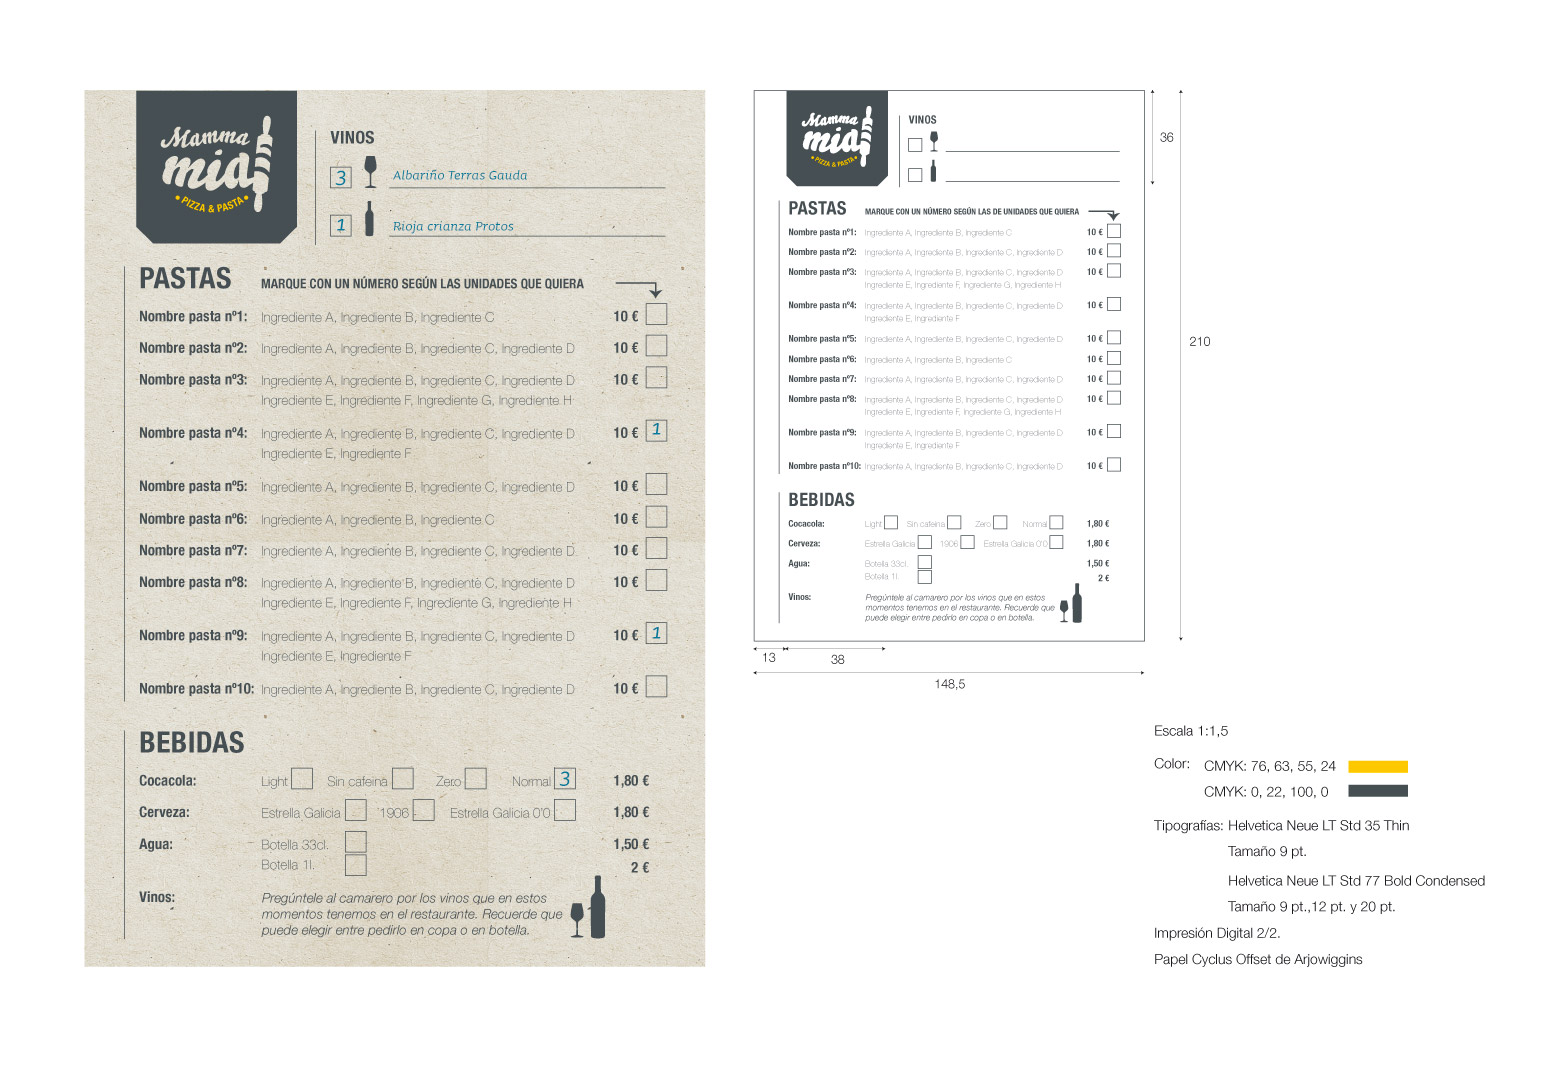 Mamma
mia
• PIZZA & PASTA •
VINOS
3 Albariño Terras Gauda
1 Rioja crianza Protos
PASTAS MARQUE CON UN NÚMERO SEGÚN LAS UNIDADES QUE QUIERA
Nombre pasta nº1: Ingrediente A, Ingrediente B, Ingrediente C 10 €
Nombre pasta nº2: Ingrediente A, Ingrediente B, Ingrediente C, Ingrediente D 10 €
Nombre pasta nº3: Ingrediente A, Ingrediente B, Ingrediente C, Ingrediente D 10 €
Ingrediente E, Ingrediente F, Ingrediente G, Ingrediente H
Nombre pasta nº4: Ingrediente A, Ingrediente B, Ingrediente C, Ingrediente D 10 € 1
Ingrediente E, Ingrediente F
Nombre pasta nº5: Ingrediente A, Ingrediente B, Ingrediente C, Ingrediente D 10 €
Nombre pasta nº6: Ingrediente A, Ingrediente B, Ingrediente C 10 €
Nombre pasta nº7: Ingrediente A, Ingrediente B, Ingrediente C, Ingrediente D 10 €
Nombre pasta nº8: Ingrediente A, Ingrediente B, Ingrediente C, Ingrediente D 10 €
Ingrediente E, Ingrediente F, Ingrediente G, Ingrediente H
Nombre pasta nº9: Ingrediente A, Ingrediente B, Ingrediente C, Ingrediente D 10 € 1
Ingrediente E, Ingrediente F
Nombre pasta nº10: Ingrediente A, Ingrediente B, Ingrediente C, Ingrediente D 10 €
BEBIDAS
Cocacola: Light Sin cafeina Zero Normal 3 1,80 €
Cerveza: Estrella Galicia 1906 Estrella Galicia 0'0 1,80 €
Agua: Botella 33cl. 1,50 €
Botella 1l. 2 €
Vinos: Pregúntele al camarero por los vinos que en estos
momentos tenemos en el restaurante. Recuerde que
puede elegir entre pedirlo en copa o en botella.
Mamma
mia
• PIZZA & PASTA •
VINOS
PASTAS MARQUE CON UN NÚMERO SEGÚN LAS DE UNIDADES QUE QUIERA
Nombre pasta nº1: Ingrediente A, Ingrediente B, Ingrediente C 10 €
Nombre pasta nº2: Ingrediente A, Ingrediente B, Ingrediente C, Ingrediente D 10 €
Nombre pasta nº3: Ingrediente A, Ingrediente B, Ingrediente C, Ingrediente D 10 €
Ingrediente E, Ingrediente F, Ingrediente G, Ingrediente H
Nombre pasta nº4: Ingrediente A, Ingrediente B, Ingrediente C, Ingrediente D 10 €
Ingrediente E, Ingrediente F
Nombre pasta nº5: Ingrediente A, Ingrediente B, Ingrediente C, Ingrediente D 10 €
Nombre pasta nº6: Ingrediente A, Ingrediente B, Ingrediente C 10 €
Nombre pasta nº7: Ingrediente A, Ingrediente B, Ingrediente C, Ingrediente D 10 €
Nombre pasta nº8: Ingrediente A, Ingrediente B, Ingrediente C, Ingrediente D 10 €
Ingrediente E, Ingrediente F, Ingrediente G, Ingrediente H
Nombre pasta nº9: Ingrediente A, Ingrediente B, Ingrediente C, Ingrediente D 10 €
Ingrediente E, Ingrediente F
Nombre pasta nº10: Ingrediente A, Ingrediente B, Ingrediente C, Ingrediente D 10 €
BEBIDAS
Cocacola: Light Sin cafeina Zero Normal 1,80 €
Cerveza: Estrella Galicia 1906 Estrella Galicia 0'0 1,80 €
Agua: Botella 33cl. 1,50 €
Botella 1l. 2 €
Vinos: Pregúntele al camarero por los vinos que en estos
momentos tenemos en el restaurante. Recuerde que
puede elegir entre pedirlo en copa o en botella.
36
210
13
38
148,5
Escala 1:1,5
Color: CMYK: 76, 63, 55, 24
CMYK: 0, 22, 100, 0
Tipografías: Helvetica Neue LT Std 35 Thin
Tamaño 9 pt.
Helvetica Neue LT Std 77 Bold Condensed
Tamaño 9 pt.,12 pt. y 20 pt.
Impresión Digital 2/2.
Papel Cyclus Offset de Arjowiggins